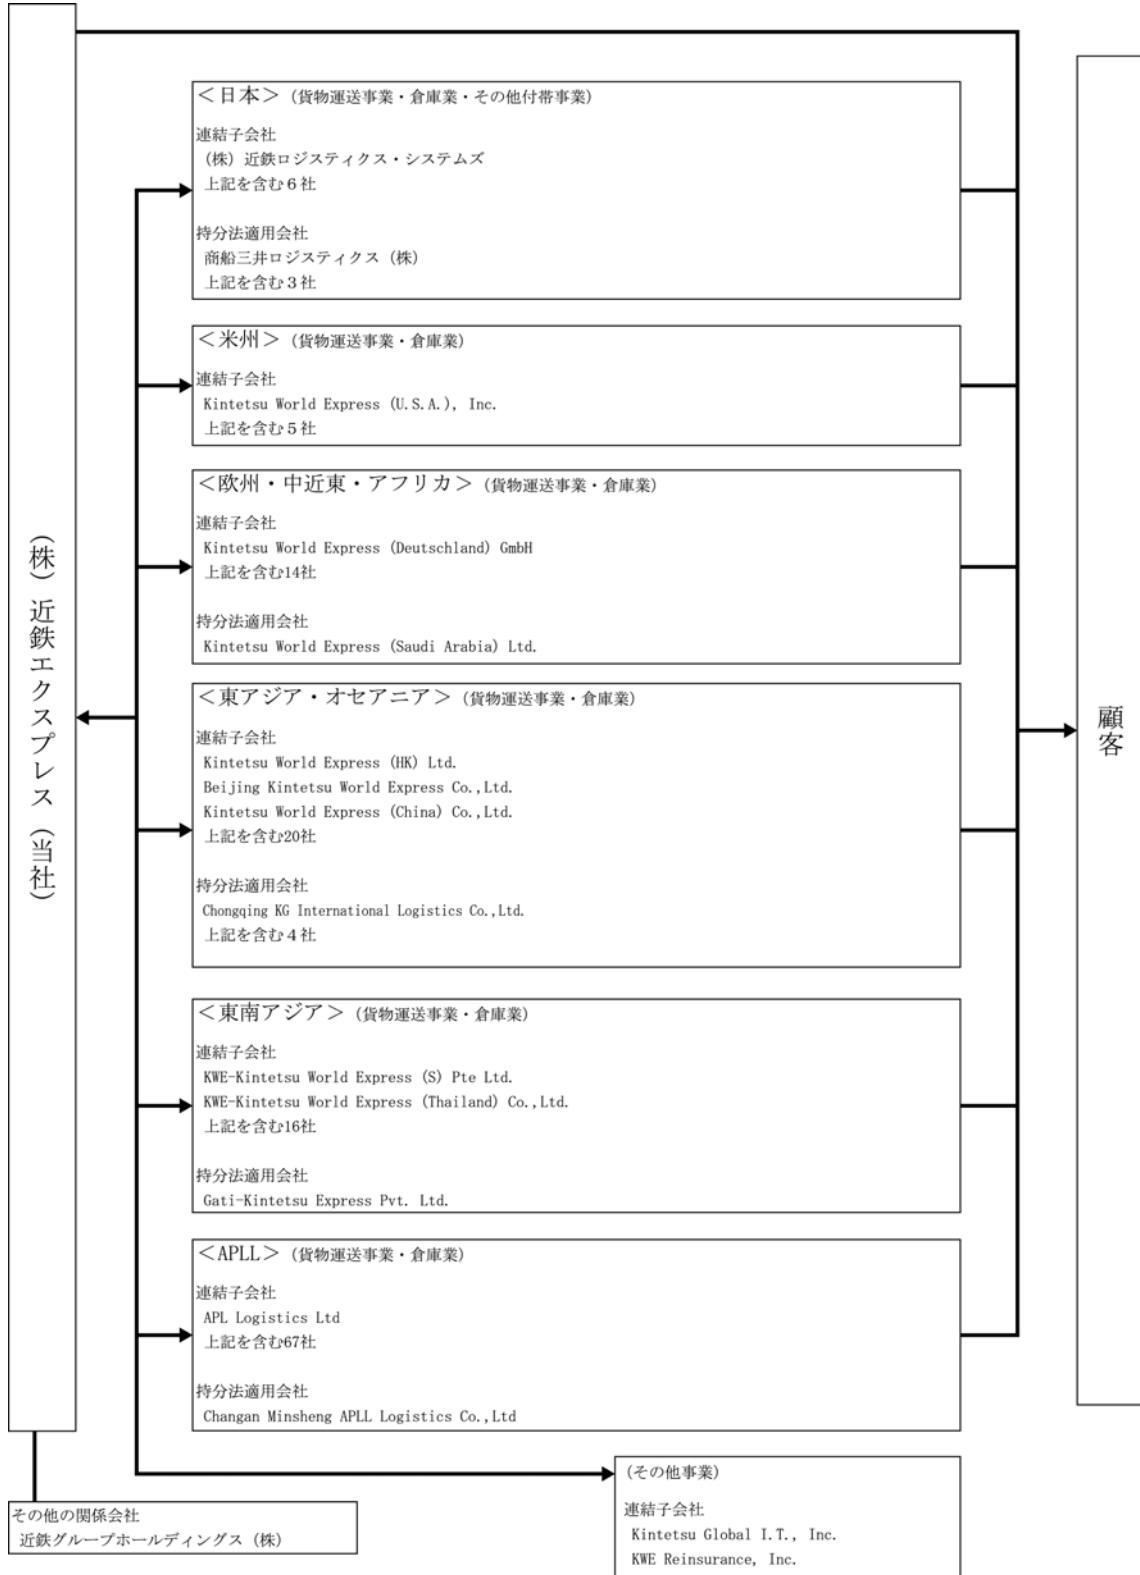 (株)近鉄エクスプレス(当社)
<日本>(貨物運送事業・倉庫業・その他付帯事業)
連結子会社
(株)近鉄ロジスティクス・システムズ
上記を含む6社
持分法適用会社
商船三井ロジスティクス(株)
上記を含む3社
<米州>(貨物運送事業・倉庫業)
連結子会社
Kintetsu World Express (U.S.A.), Inc.
上記を含む5社
<欧州・中近東・アフリカ>(貨物運送事業・倉庫業)
連結子会社
Kintetsu World Express (Deutschland) GmbH
上記を含む14社
持分法適用会社
Kintetsu World Express (Saudi Arabia) Ltd.
<東アジア・オセアニア>(貨物運送事業・倉庫業)
連結子会社
Kintetsu World Express (HK) Ltd.
Beijing Kintetsu World Express Co.,Ltd.
Kintetsu World Express (China) Co.,Ltd.
上記を含む20社
持分法適用会社
Chongqing KG International Logistics Co.,Ltd.
上記を含む4社
<東南アジア>(貨物運送事業・倉庫業)
連結子会社
KWE-Kintetsu World Express (S) Pte Ltd.
KWE-Kintetsu World Express (Thailand) Co.,Ltd.
上記を含む16社
持分法適用会社
Gati-Kintetsu Express Pvt. Ltd.
<APLL>(貨物運送事業・倉庫業)
連結子会社
APL Logistics Ltd
上記を含む67社
持分法適用会社
Changan Minsheng APLL Logistics Co.,Ltd
(その他事業)
連結子会社
Kintetsu Global I.T., Inc.
KWE Reinsurance, Inc.
その他の関係会社
近鉄グループホールディングス(株)
顧客